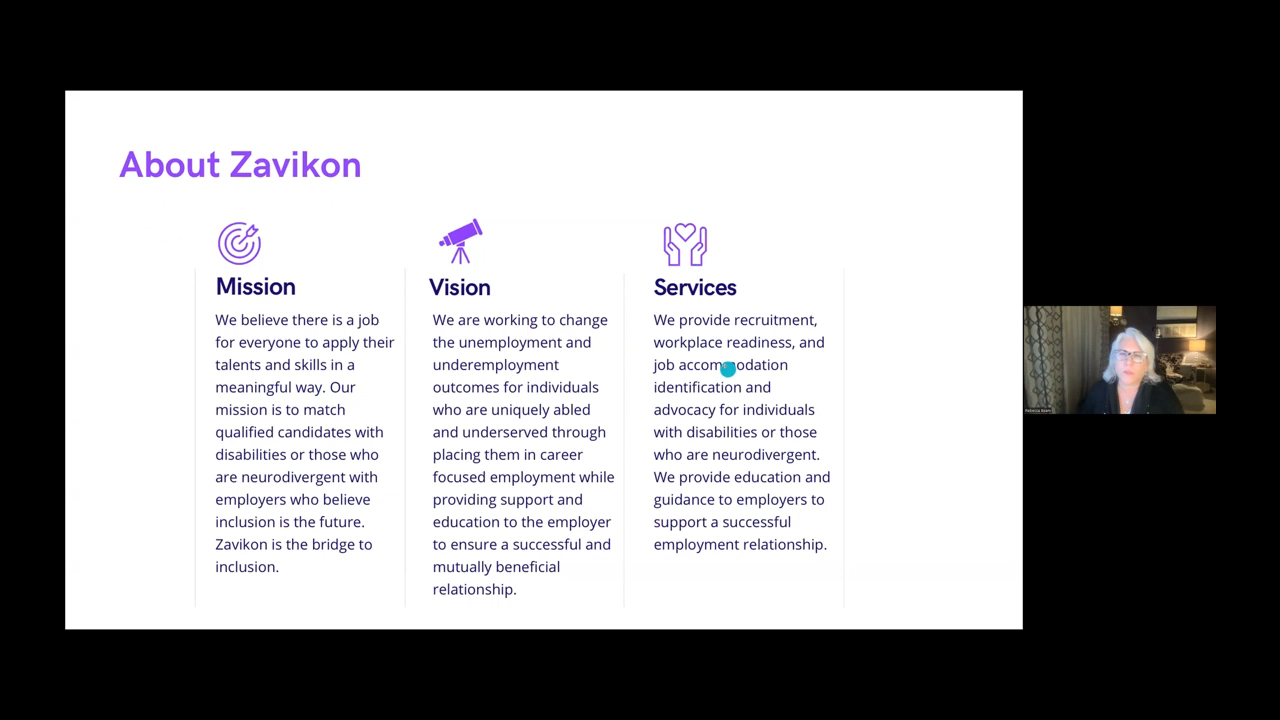 About Zavikon
Mission
We believe there is a job
for everyone to apply their
talents and skills in a
meaningful way. Our
mission is to match
qualified candidates with
disabilities or those who
are neurodivergent with
employers who believe
inclusion is the future.
Zavikon is the bridge to
inclusion.
Vision
We are working to change
the unemployment and
underemployment
outcomes for individuals
who are uniquely abled
and underserved through
placing them in career
focused employment while
providing support and
education to the employer
to ensure a successful and
mutually beneficial
relationship.
Services
We provide recruitment,
workplace readiness, and
job accommodation
identification and
advocacy for individuals
with disabilities or those
who are neurodivergent.
We provide education and
guidance to employers to
support a successful
employment relationship.